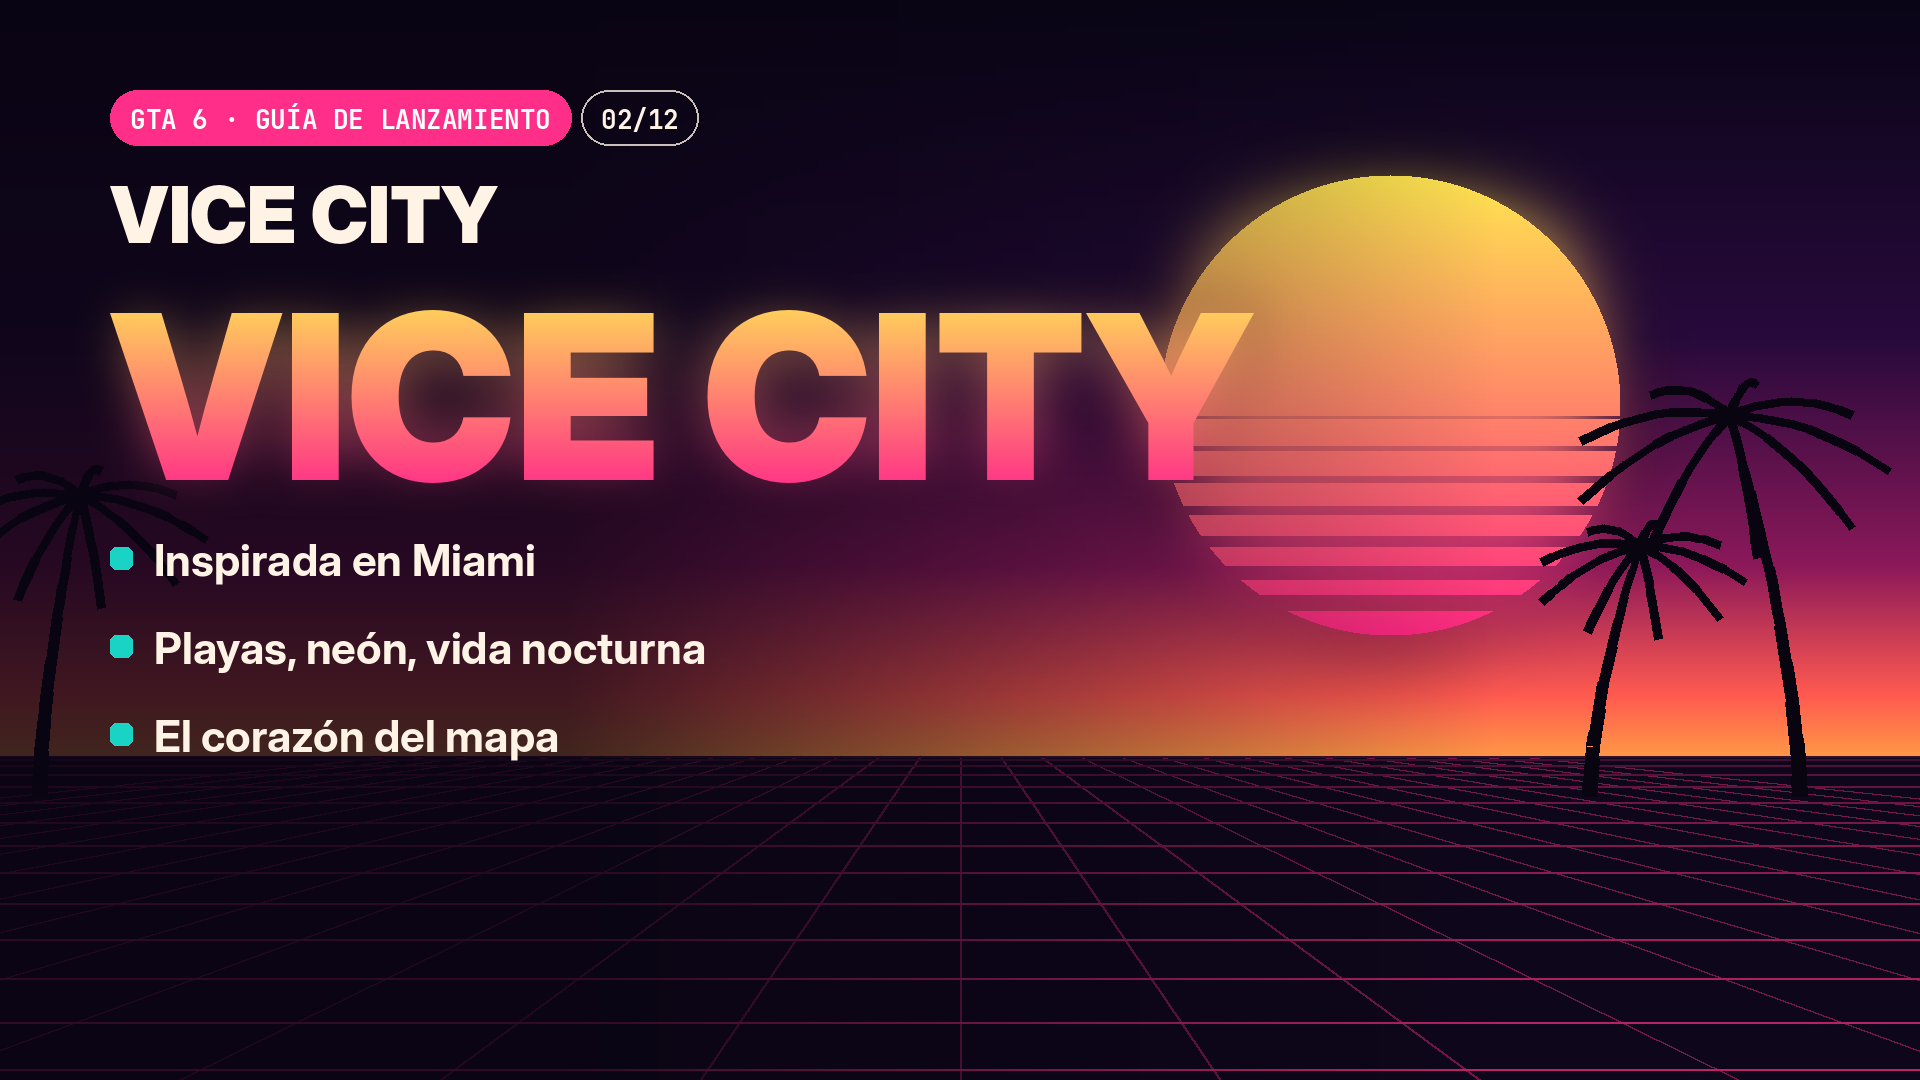 GTA 6 · GUÍA DE LANZAMIENTO 02/12
VICE CITY
VICE CITY
Inspirada en Miami
Playas, neón, vida nocturna
El corazón del mapa